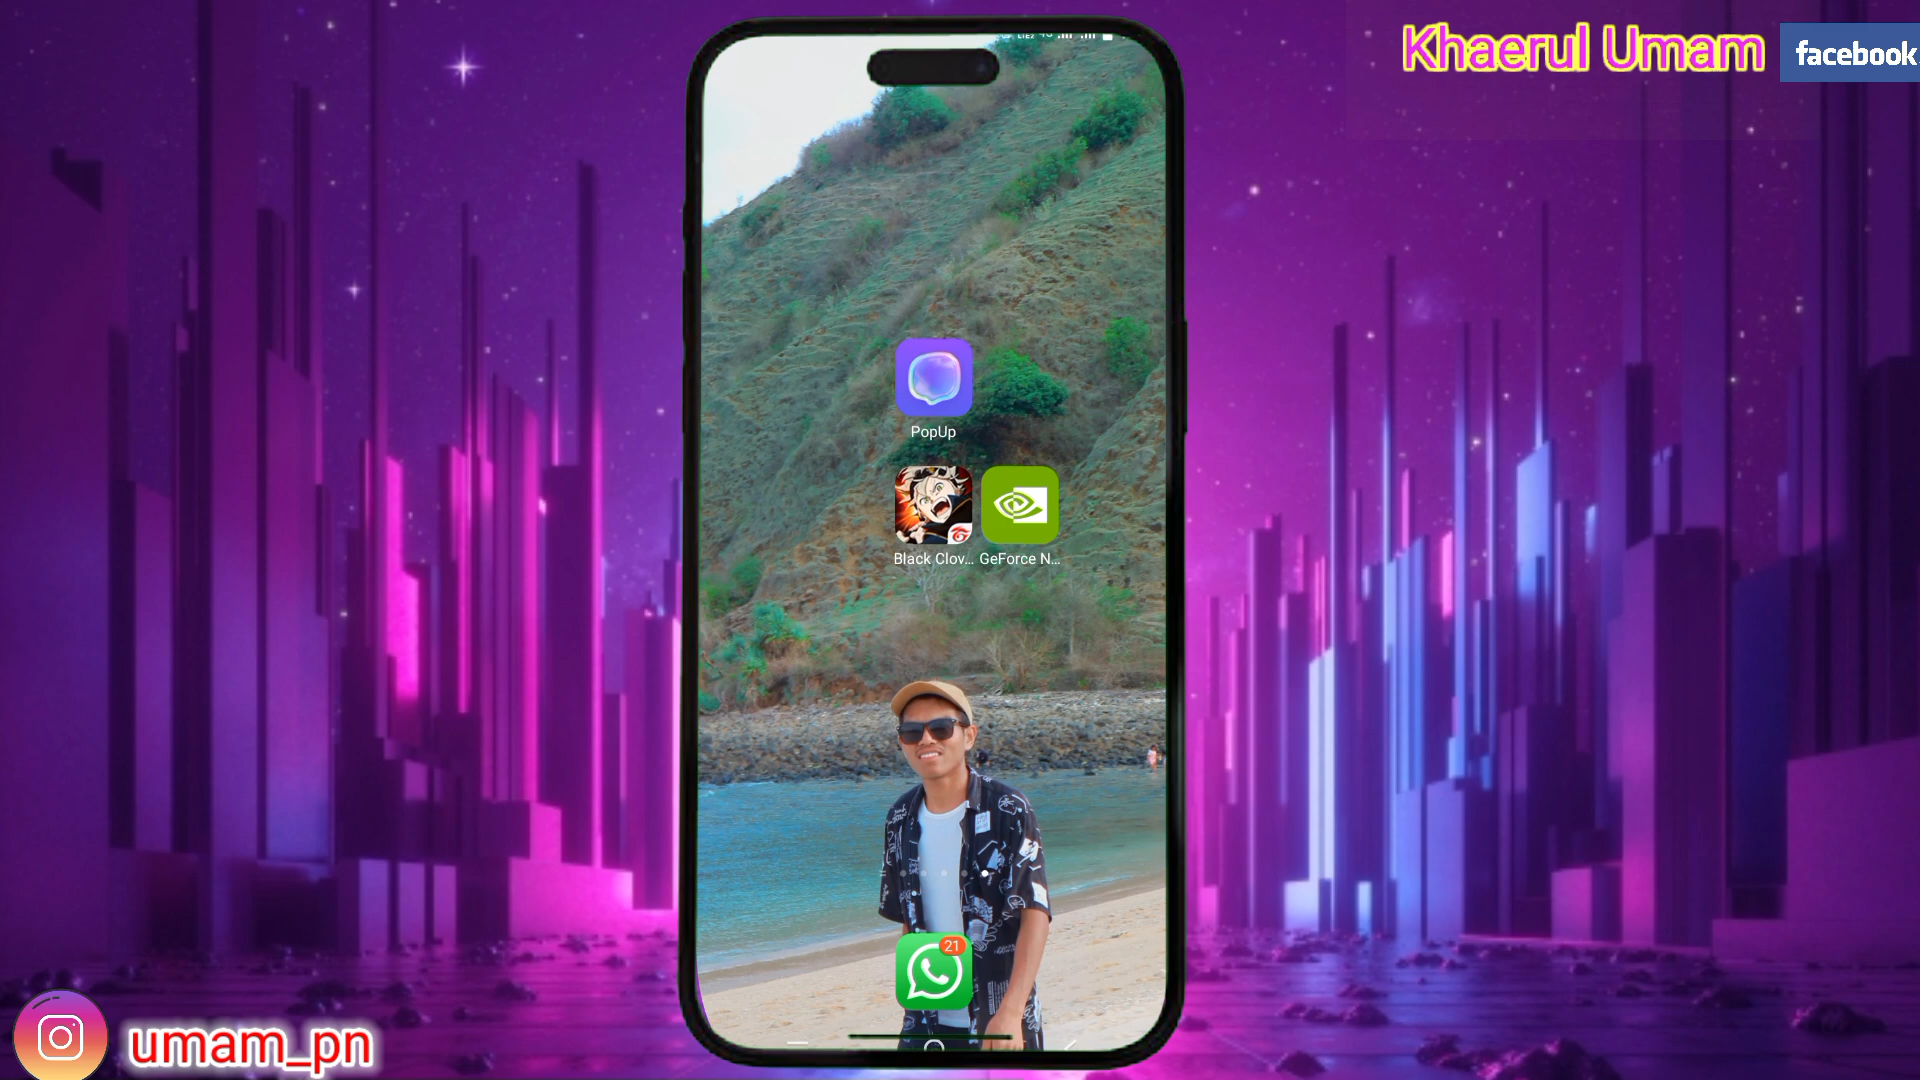 Khaerul Umam
facebook
PopUp
Black Clov...
GeForce N...
21
umam_pn